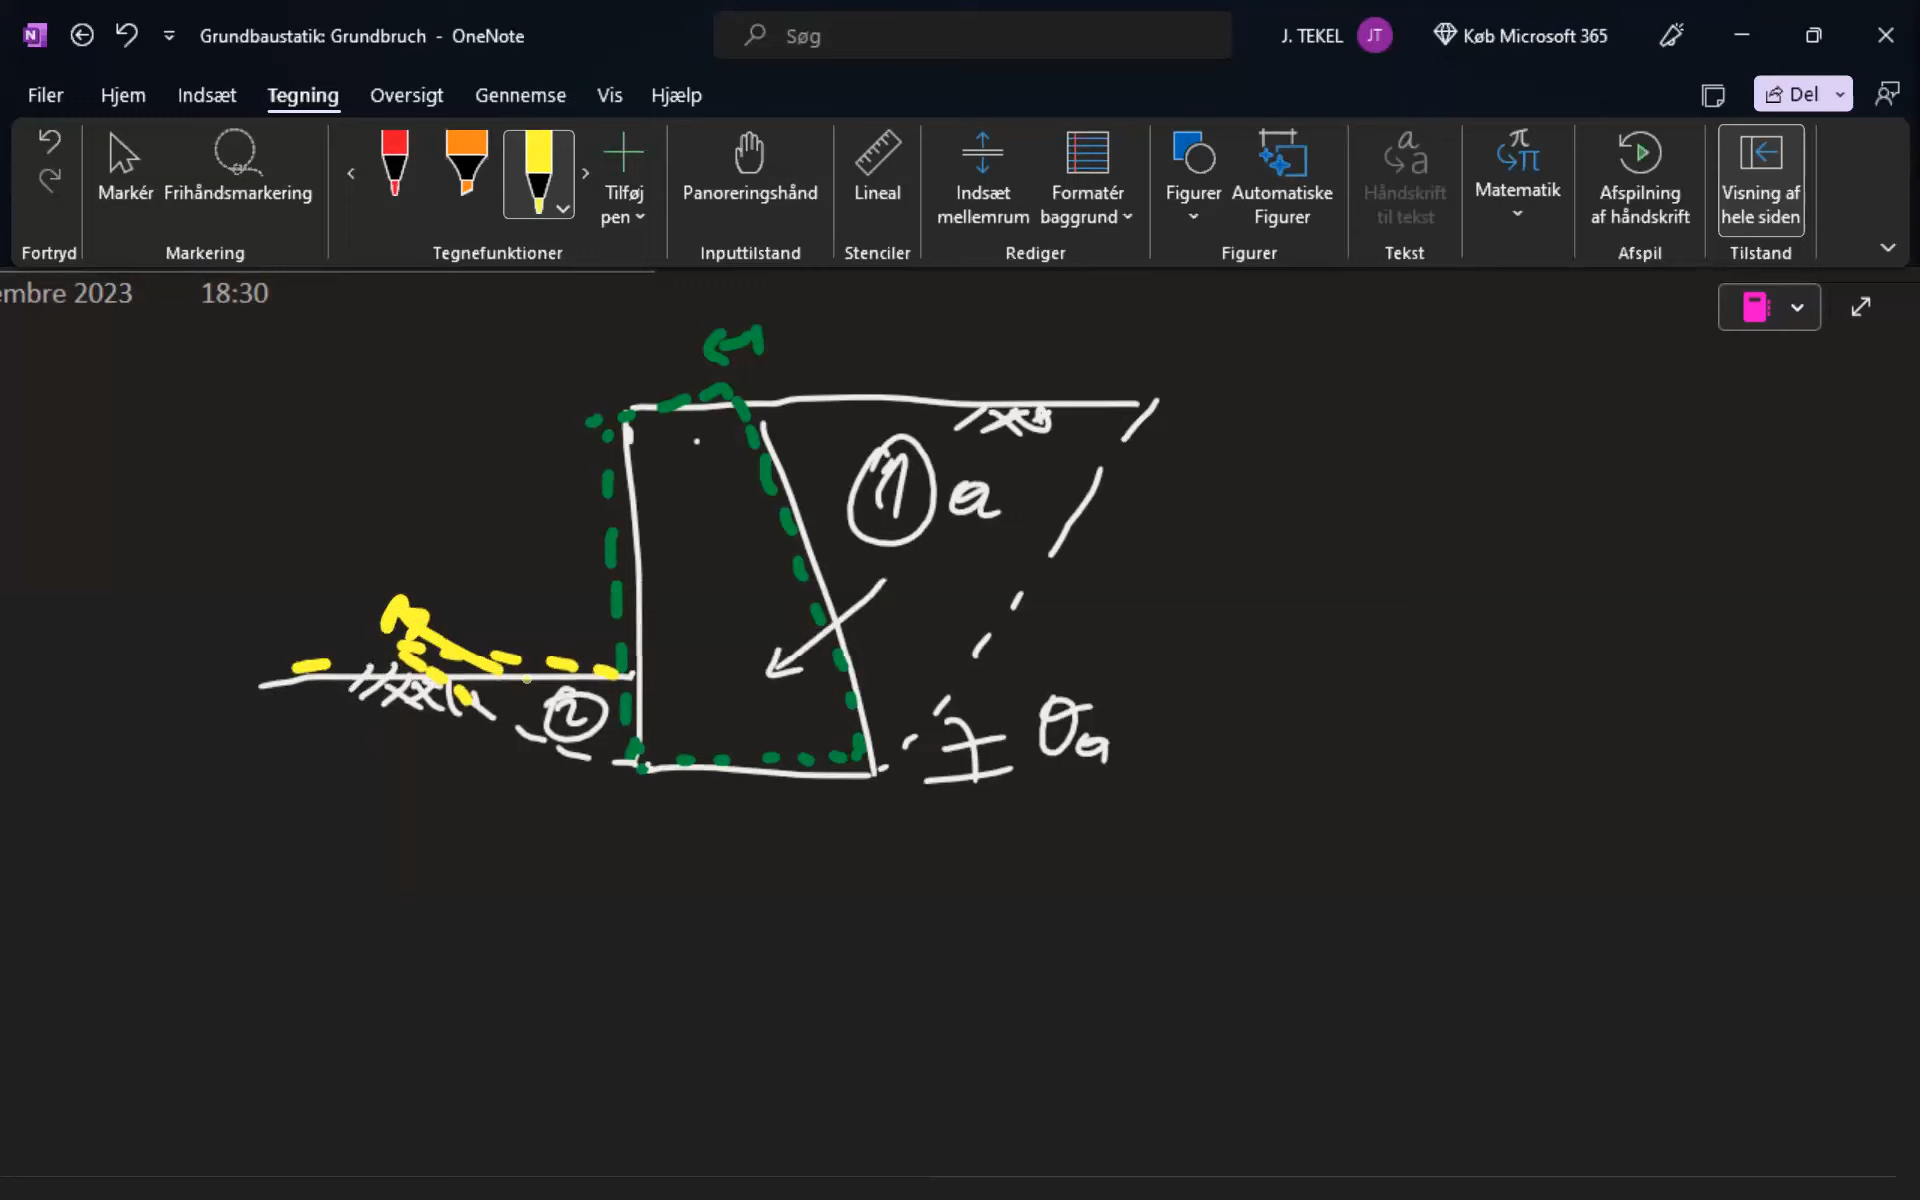 Grundbaustatik: Grundbruch - OneNote
Søg
J. TEKEL
JT
Køb Microsoft 365
Filer
Hjem
Indsæt
Tegning
Oversigt
Gennemse
Vis
Hjælp
Del
Markér
Frihåndsmarkering
Tilføj
pen
Panoreringshånd
Lineal
Indsæt
mellemrum
Formatér
baggrund
Figurer
Automatiske
Figurer
Håndskrift
til tekst
Matematik
Afspilning
af håndskrift
Visning af
hele siden
Fortryd
Markering
Tegnefunktioner
Inputtilstand
Stenciler
Rediger
Figurer
Tekst
Afspil
Tilstand
embre 2023
18:30
1 a
2